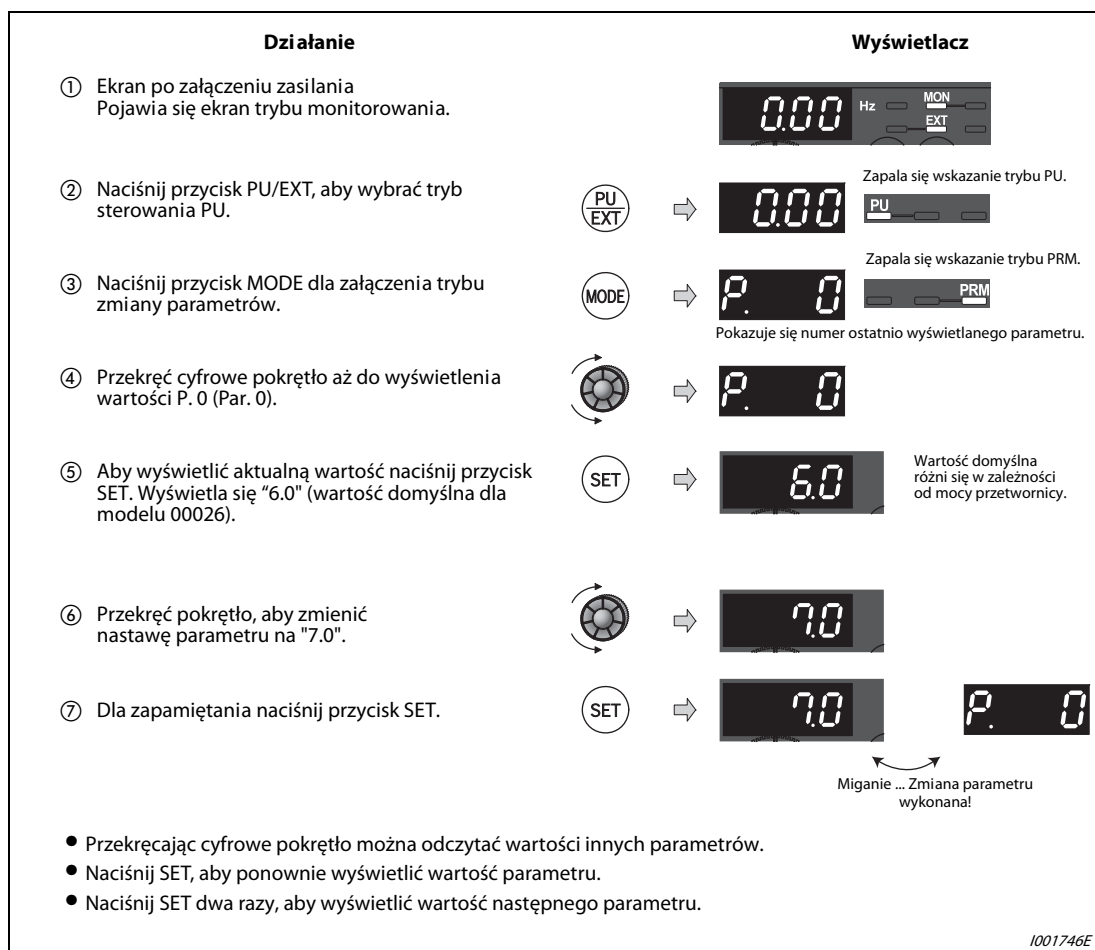 Działanie Wyświetlacz
① Ekran po załączeniu zasilania
Pojawia się ekran trybu monitorowania.
0.00 Hz MON
EXT
② Naciśnij przycisk PU/EXT, aby wybrać tryb
sterowania PU.
PU
EXT
0.00
Zapala się wskazanie trybu PU.
PU
③ Naciśnij przycisk MODE dla załączenia trybu
zmiany parametrów.
MODE
P. 0
Zapala się wskazanie trybu PRM.
PRM
Pokazuje się numer ostatnio wyświetlanego parametru.
④ Przekręć cyfrowe pokrętło aż do wyświetlenia
wartości P. 0 (Par. 0).
P. 0
⑤ Aby wyświetlić aktualną wartość naciśnij przycisk
SET. Wyświetla się “6.0" (wartość domyślna dla
modelu 00026).
SET
6.0
Wartość domyślna
różni się w zależności
od mocy przetwornicy.
⑥ Przekręć pokrętło, aby zmienić
nastawę parametru na "7.0".
7.0
⑦ Dla zapamiętania naciśnij przycisk SET.
SET
7.0 P. 0
Miganie ... Zmiana parametru
wykonana!
● Przekręcając cyfrowe pokrętło można odczytać wartości innych parametrów.
● Naciśnij SET, aby ponownie wyświetlić wartość parametru.
● Naciśnij SET dwa razy, aby wyświetlić wartość następnego parametru.
I001746E